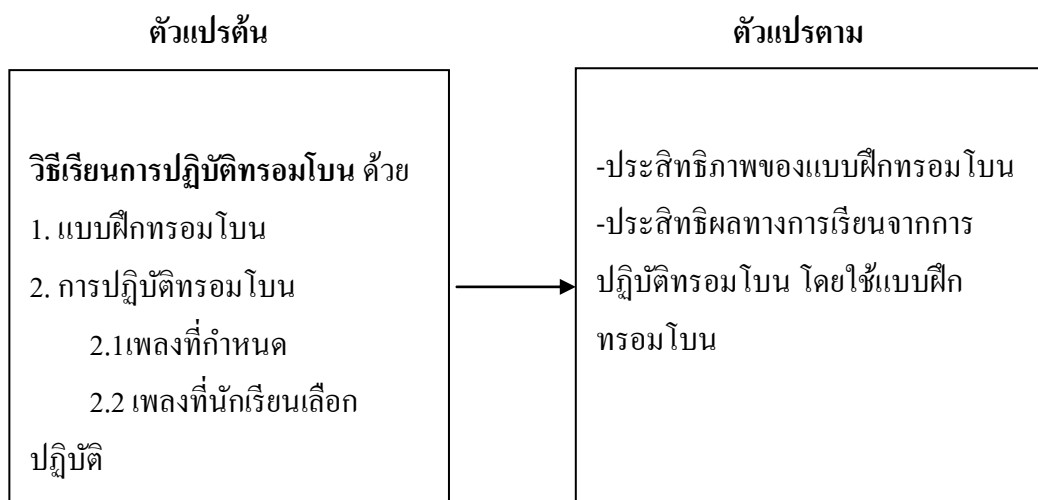 ตัวแปรต้น
ตัวแปรตาม
วิธีเรียนการปฏิบัติทรอมโบน ด้วย
1. แบบฝึกทรอมโบน
2. การปฏิบัติทรอมโบน
2.1เพลงที่กำหนด
2.2 เพลงที่นักเรียนเลือก
ปฏิบัติ
-ประสิทธิภาพของแบบฝึกทรอมโบน
-ประสิทธิผลทางการเรียนจากการ
ปฏิบัติทรอมโบน โดยใช้แบบฝึก
ทรอมโบน